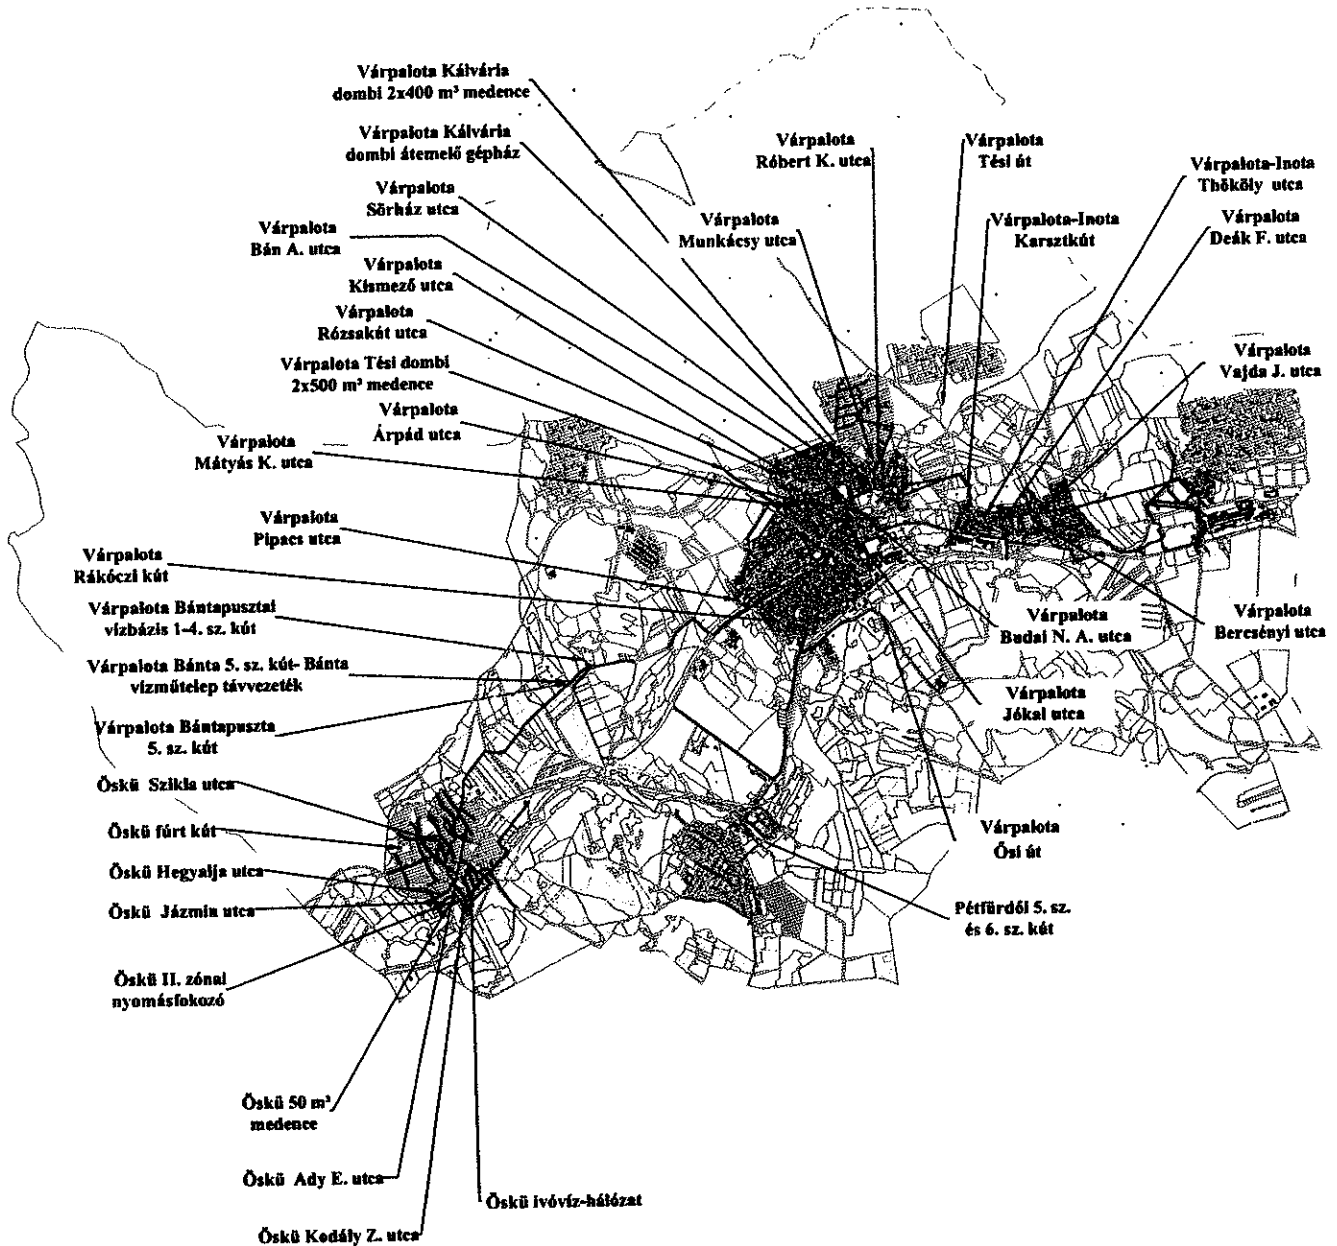 Várpalota Kálvária
dombi 2x400 m³ medence
Várpalota Kálvária
dombi átemelő gépház
Várpalota
Sörház utca
Várpalota
Bán A. utca
Várpalota
Kismező utca
Várpalota
Rózsakút utca
Várpalota Tési dombi
2x500 m³ medence
Várpalota
Árpád utca
Várpalota
Mátyás K. utca
Várpalota
Pipacs utca
Várpalota
Rákóczi kút
Várpalota Bántapusztai
vízbázis 1-4. sz. kút
Várpalota Bánta 5. sz. kút- Bánta
vízműtelep távvezeték
Várpalota Bántapuszta
5. sz. kút
Öskü Szikla utca
Öskü fúrt kút
Öskü Hegyalja utca
Öskü Jázmin utca
Öskü II. zónai
nyomásfokozó
Öskü 50 m³
medence
Öskü Ady E. utca
Öskü Kodály Z. utca
Öskü ivóvíz-hálózat
Várpalota
Róbert K. utca
Várpalota
Munkácsy utca
Várpalota
Tési út
Várpalota-Inota
Karsztkút
Várpalota-Inota
Thököly utca
Várpalota
Deák F. utca
Várpalota
Vajda J. utca
Várpalota
Bercsényi utca
Várpalota
Budai N. A. utca
Várpalota
Jókai utca
Várpalota
Ősi út
Pétfürdői 5. sz.
és 6. sz. kút